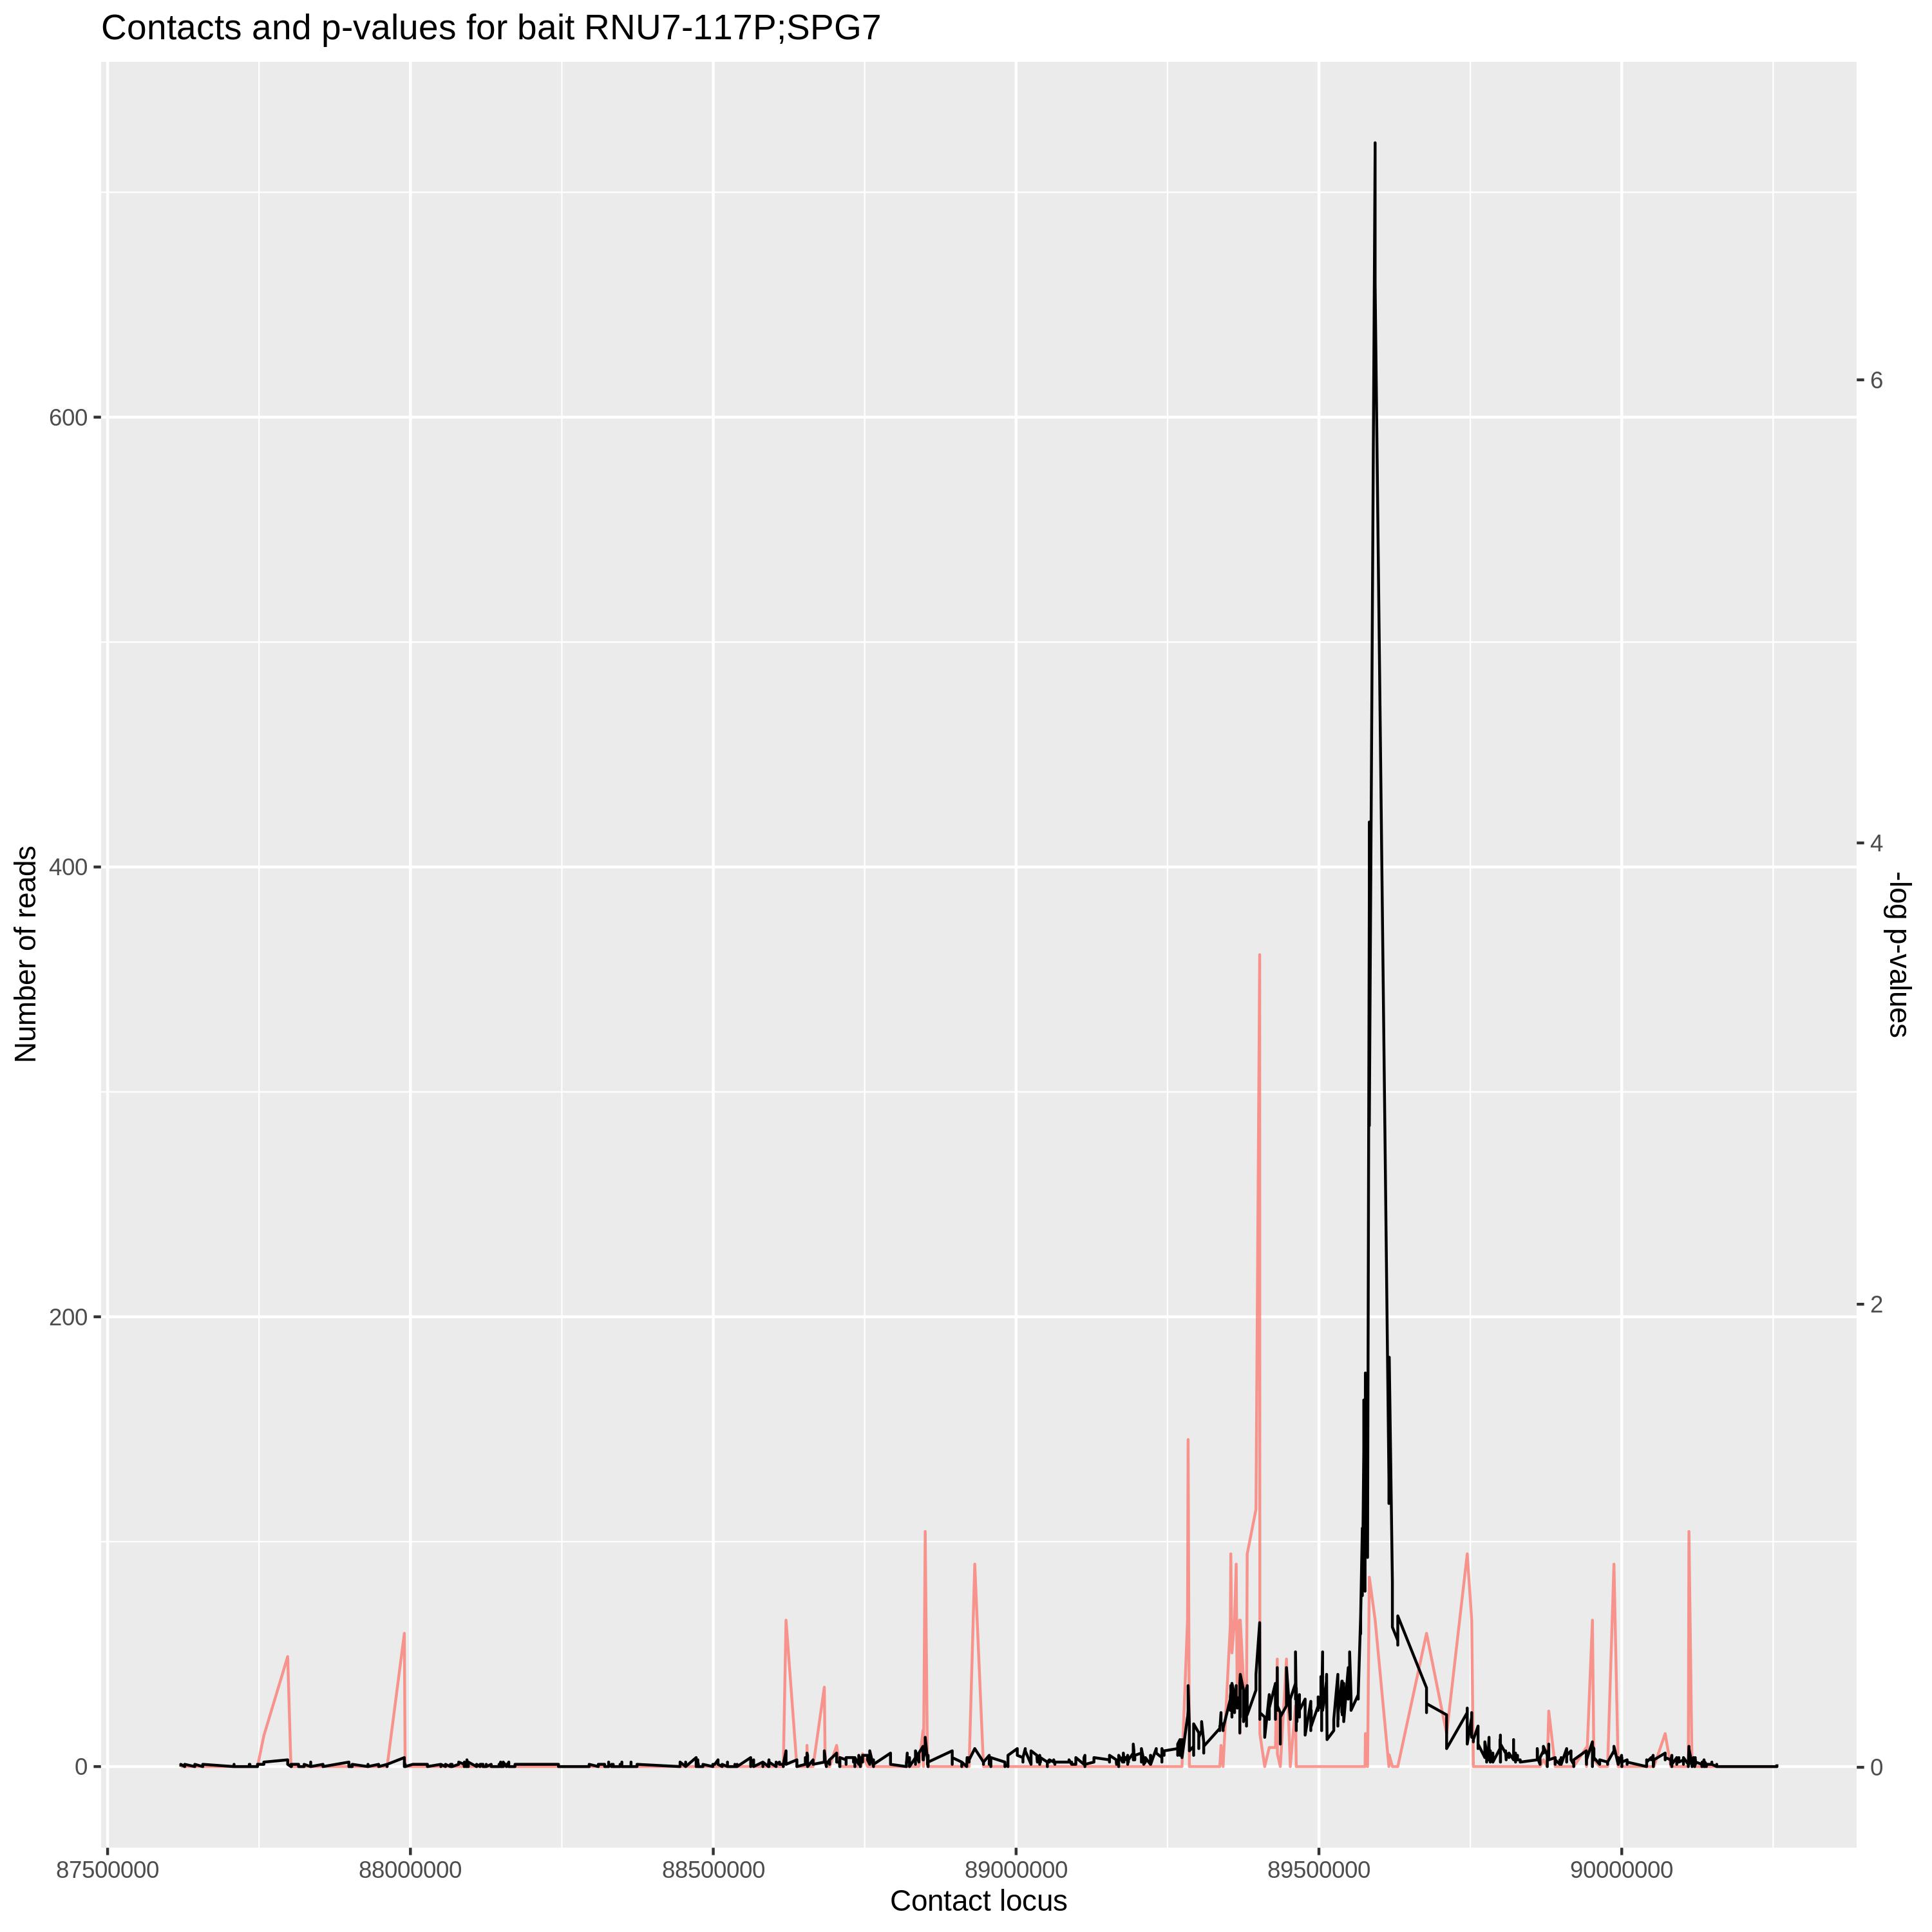 Contacts and p-values for bait RNU7-117P;SPG7
Number of reads
600
400
200
0
6
4
2
0
-log p-values
87500000 88000000 88500000 89000000 89500000 90000000
Contact locus